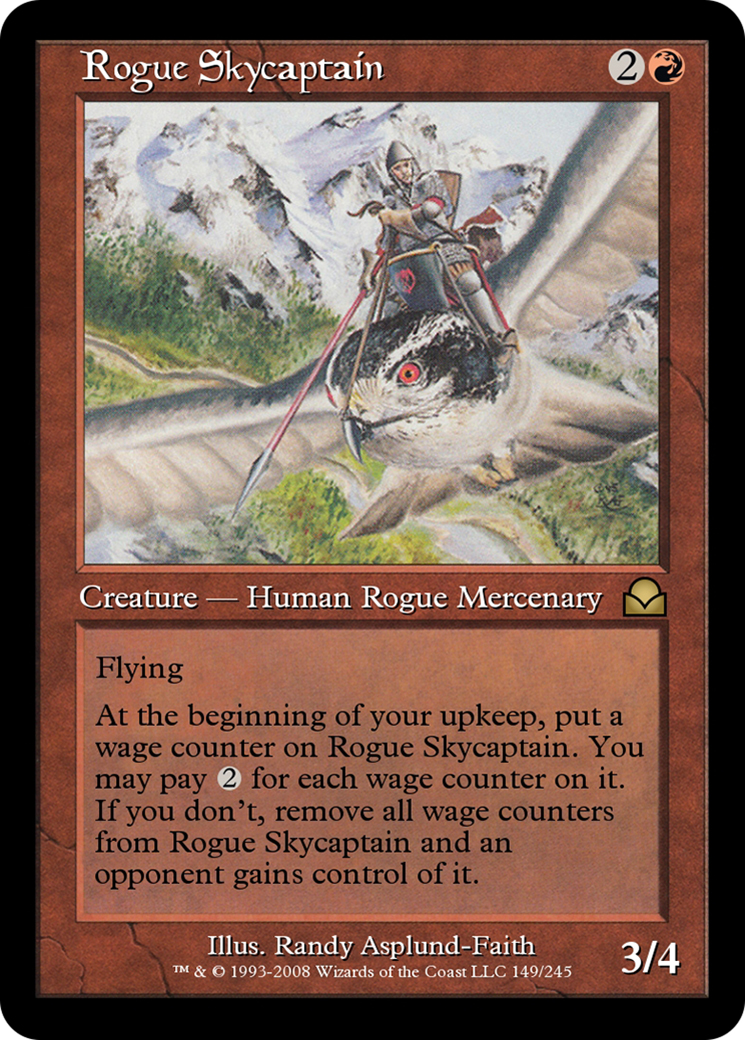 Rogue Skycaptain 2
Creature — Human Rogue Mercenary
Flying
At the beginning of your upkeep, put a
wage counter on Rogue Skycaptain. You
may pay 2 for each wage counter on it.
If you don't, remove all wage counters
from Rogue Skycaptain and an
opponent gains control of it.
Illus. Randy Asplund-Faith
™ & © 1993-2008 Wizards of the Coast LLC 149/245
3/4